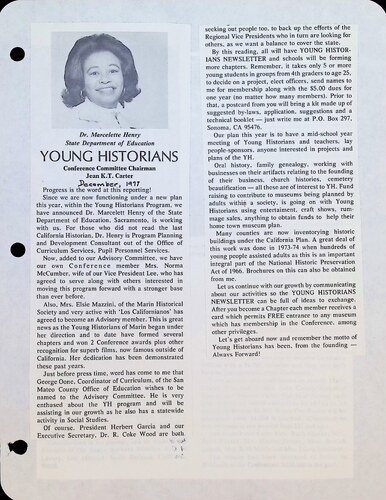 Dr. Marcelette Henry
State Department of Education
YOUNG HISTORIANS
Conference Committee Chairman
Jean K.T. Carter
December, 1977
Progress is the word at this reporting!
Since we are now functioning under a new plan
this year, within the Young Historians Program, we
have announced Dr. Marcelett Henry of the State
Department of Education, Sacramento, is working
with us. For those who did not read the last
California Historian, Dr. Henry is Program Planning
and Development Consultant out of the Office of
Curriculum Services, Pupil Personnel Services.
Now, added to our Advisory Committee, we have
our own Conference member Mrs. Norma
McCumber, wife of our Vice President Lee, who has
agreed to serve along with others interested in
moving this program forward with a stronger base
than ever before.
Also, Mrs. Elsie Mazzini, of the Marin Historical
Society and very active with 'Los Californianos' has
agreed to become an Advisory member. This is great
news as the Young Historians of Marin began under
her direction and to date have formed several
chapters and won 2 Conference awards plus other
recognition for superb films, now famous outside of
California. Her dedication has been demonstrated
these past years.
Just before press time, word has come to me that
George Oone, Coordinator of Curriculum, of the San
Mateo County Office of Education wishes to be
named to the Advisory Committee. He is very
enthused about the YH program and will be
assisting in our growth as he also has a statewide
activity in Social Studies.
Of course, President Herbert Garcia and our
Executive Secretary, Dr. R. Coke Wood are both
seeking out people too, to back up the efforts of the
Regional Vice Presidents who in turn are looking for
others, as we want a balance to cover the state.
By this reading, all will have YOUNG HISTOR-
IANS NEWSLETTER and schools will be forming
more chapters. Remember, it takes only 5 or more
young students in groups from 4th graders to age 25,
to decide on a project, elect officers, send names to
me for membership along with the $5.00 dues for
one year (no matter how many members). Prior to
that, a postcard from you will bring a kit made up of
suggested by-laws, application, suggestions and a
technical booklet — just write me at P.O. Box 297,
Sonoma, CA 95476.
Our plan this year is to have a mid-school year
meeting of Young Historians and teachers, lay
people-sponsors, anyone interested in projects and
plans of the YH.
Oral history, family genealogy, working with
businesses on their artifacts relating to the founding
of their business, church histories, cemetery
beautification — all these are of interest to YH. Fund
raising to contribute to museums being planned by
adults within a society, is going on with Young
Historians using entertaiment, craft shows, rum-
mage sales, anything to obtain funds to help their
home town museum plan.
Many counties are now inventorying historic
buildings under the California Plan. A great deal of
this work was done in 1973-74 when hundreds of
young people assisted adults as this is an important
integral part of the National Historic Preservation
Act of 1966. Brochures on this can also be obtained
from me.
Let us continue with our growth by communicating
about our activities so the YOUNG HISTORIANS
NEWSLETTER can be full of ideas to exchange.
After you become a Chapter each member receives a
card which permits FREE entrance to any museum
which has membership in the Conference, among
other privileges.
Let's get aboard now and remember the motto of
Young Historians has been, from the founding —
Always Forward!